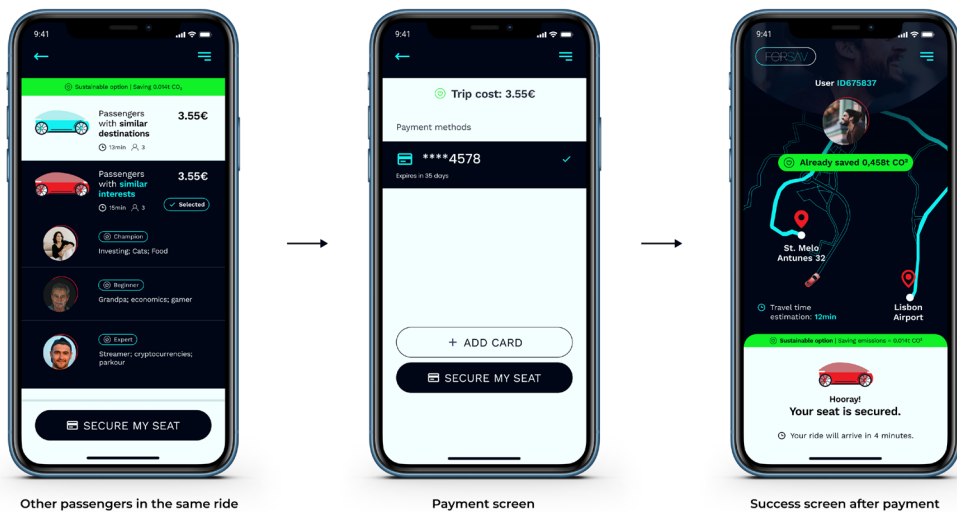 9:41
Sustainable option | Saving 0.014t CO₂
Passengers
with similar
destinations
3.55€
13min 3
Passengers
with similar
interests
3.55€
15min 3
Selected
Champion
Investing; Cats; Food
Beginner
Grandpa; economics; gamer
Expert
Streamer; cryptocurrencies;
parkour
SECURE MY SEAT
Other passengers in the same ride
9:41
Trip cost: 3.55€
Payment methods
****4578
Expires in 35 days
+ ADD CARD
SECURE MY SEAT
Payment screen
9:41
FORSAV
User ID675837
Already saved 0,458t CO²
St. Melo
Antunes 32
Travel time
estimation: 12min
Lisbon
Airport
Sustainable option | Saving emissions = 0.014t CO²
Hooray!
Your seat is secured.
Your ride will arrive in 4 minutes.
Success screen after payment